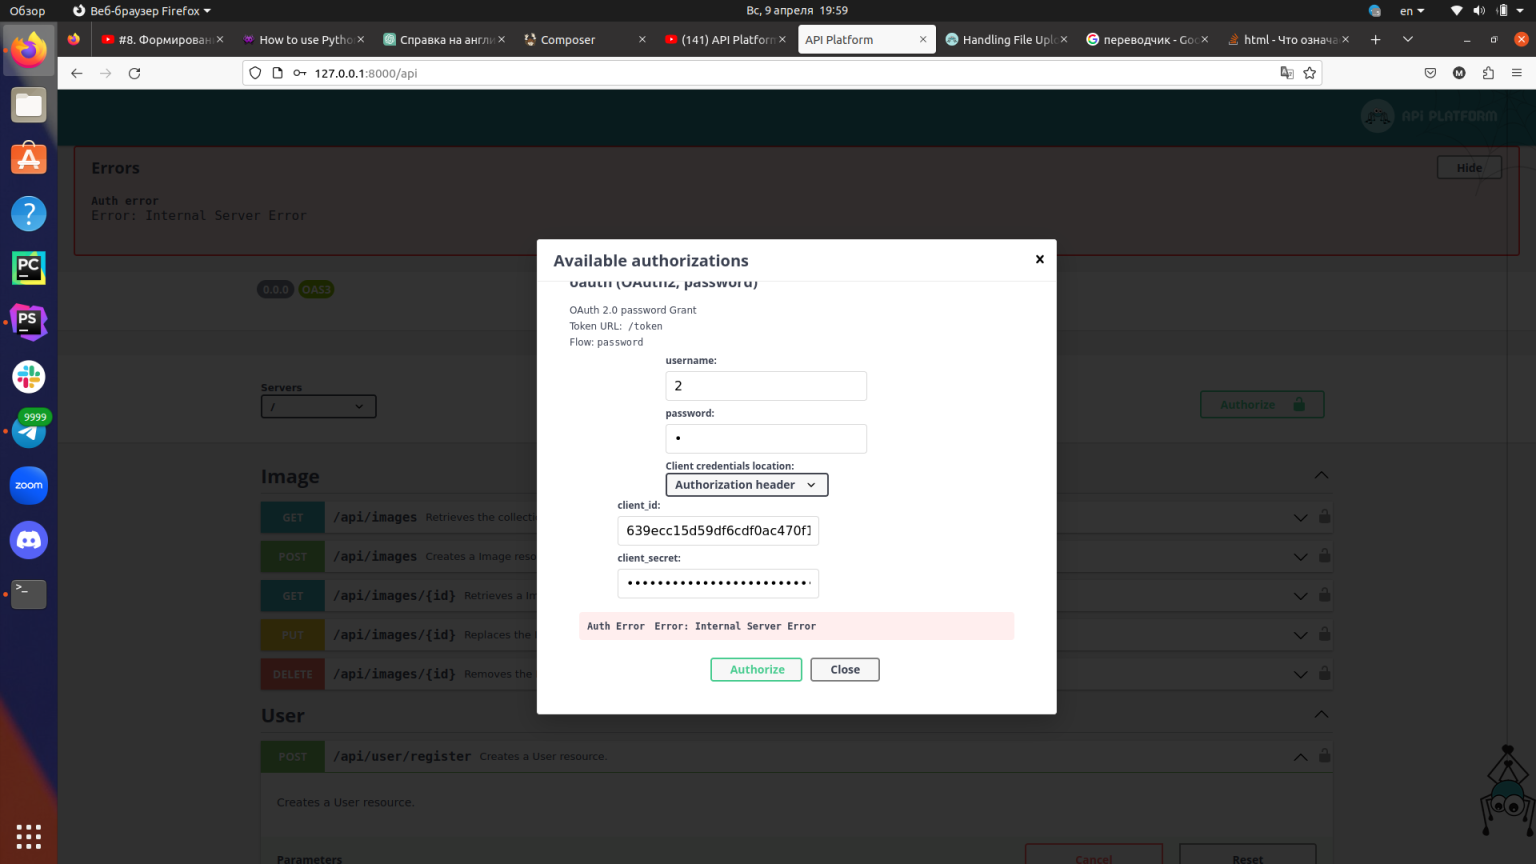 Обзор
Веб-браузер Firefox
Вс, 9 апреля 19:59
en
#8. Формирован
How to use Pytho
Справка на англи
Composer
(141) API Platform
API Platform
Handling File Uplo
переводчик - Goo
html - Что означа
127.0.0.1:8000/api
M
API PLATFORM
Errors
Hide
Auth error
Error: Internal Server Error
0.0.0
OAS3
Servers
/
Authorize
Image
GET /api/images Retrieves the collecti
POST /api/images Creates a Image reso
GET /api/images/{id} Retrieves a Im
PUT /api/images/{id} Replaces the
DELETE /api/images/{id} Removes the
User
POST /api/user/register Creates a User resource.
Creates a User resource.
Parameters
Cancel
Reset
Available authorizations
oauth (OAuth2, password)
OAuth 2.0 password Grant
Token URL: /token
Flow: password
username:
2
password:
•
Client credentials location:
Authorization header
client_id:
639ecc15d59df6cdf0ac470f1
client_secret:
••••••••••••••••••••••••
Auth Error Error: Internal Server Error
Authorize
Close
PC
PS
9999
zoom
>_